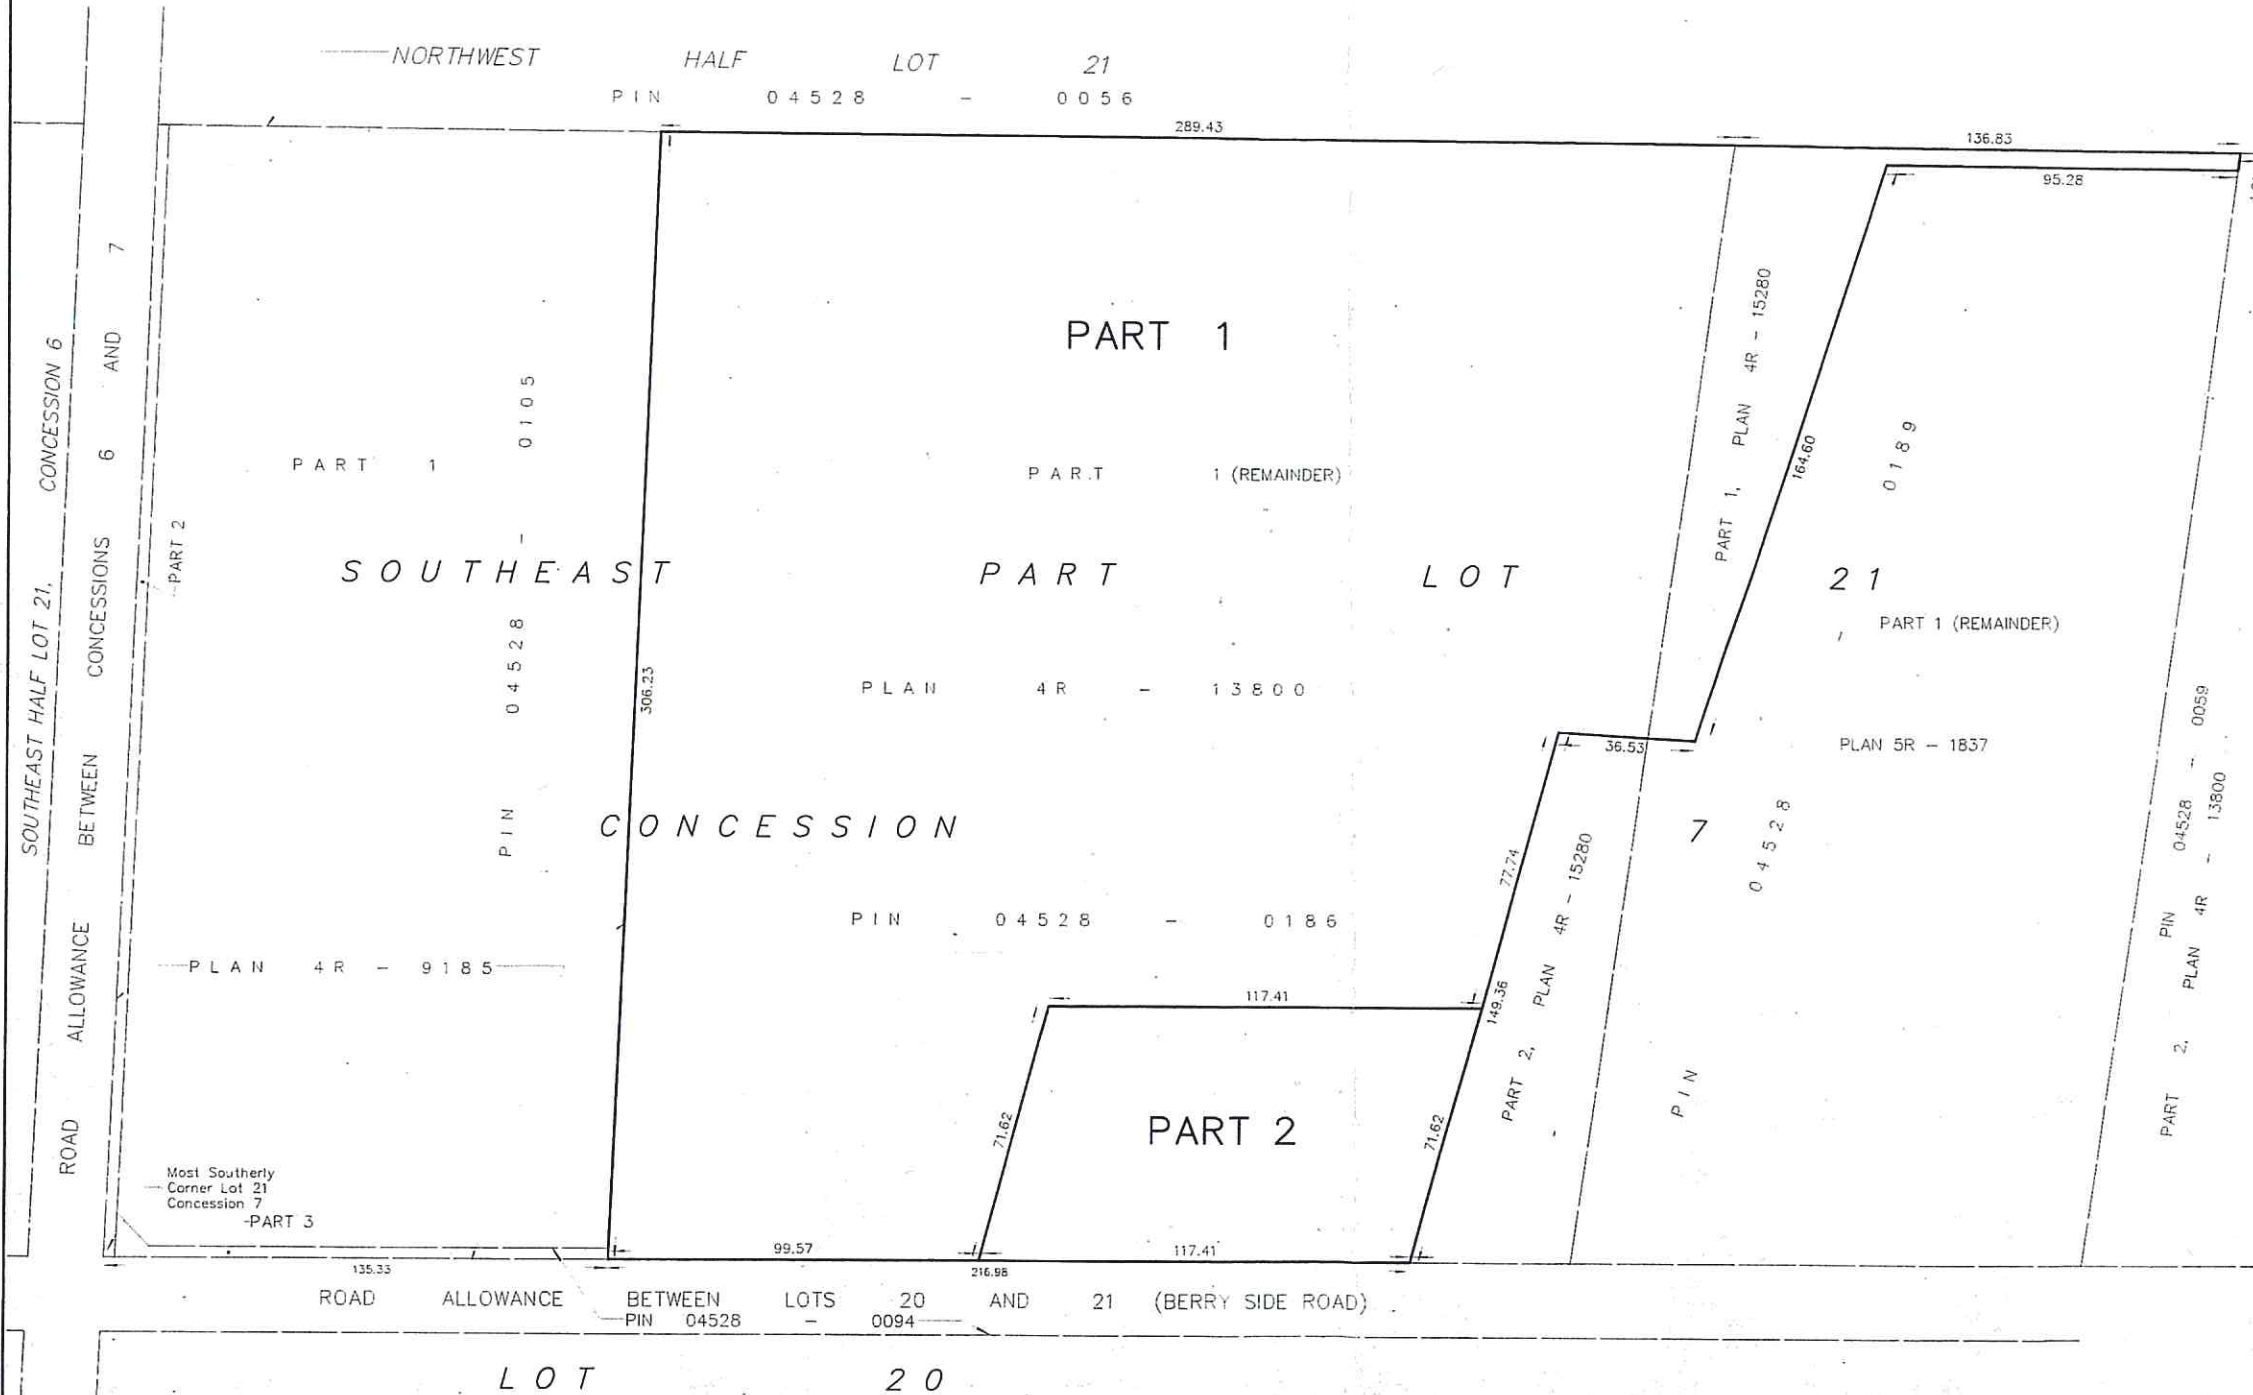 NORTHWEST HALF LOT 21
PIN 04528 - 0056
289.43
136.83
95.28
SOUTHEAST HALF LOT 21, CONCESSION 6
ROAD ALLOWANCE BETWEEN CONCESSIONS 6 AND 7
PART 2
PART 1
PIN 04528 - 0105
PLAN 4R - 9185
306.23
PART 1
PART 1 (REMAINDER)
SOUTHEAST PART LOT 21
PLAN 4R - 13800
CONCESSION 7
PIN 04528 - 0186
PART 1, PLAN 4R - 15280
164.60
PIN 04528 0189
PART 1 (REMAINDER)
PLAN 5R - 1837
36.53
77.74
149.36
PART 2, PLAN 4R - 15280
PIN 04528 - 0059
PART 2, PLAN 4R - 13800
117.41
71.62
PART 2
71.62
Most Southerly
Corner Lot 21
Concession 7
PART 3
99.57
117.41
135.33
216.98
ROAD ALLOWANCE BETWEEN LOTS 20 AND 21 (BERRY SIDE ROAD)
PIN 04528 - 0094
LOT 20